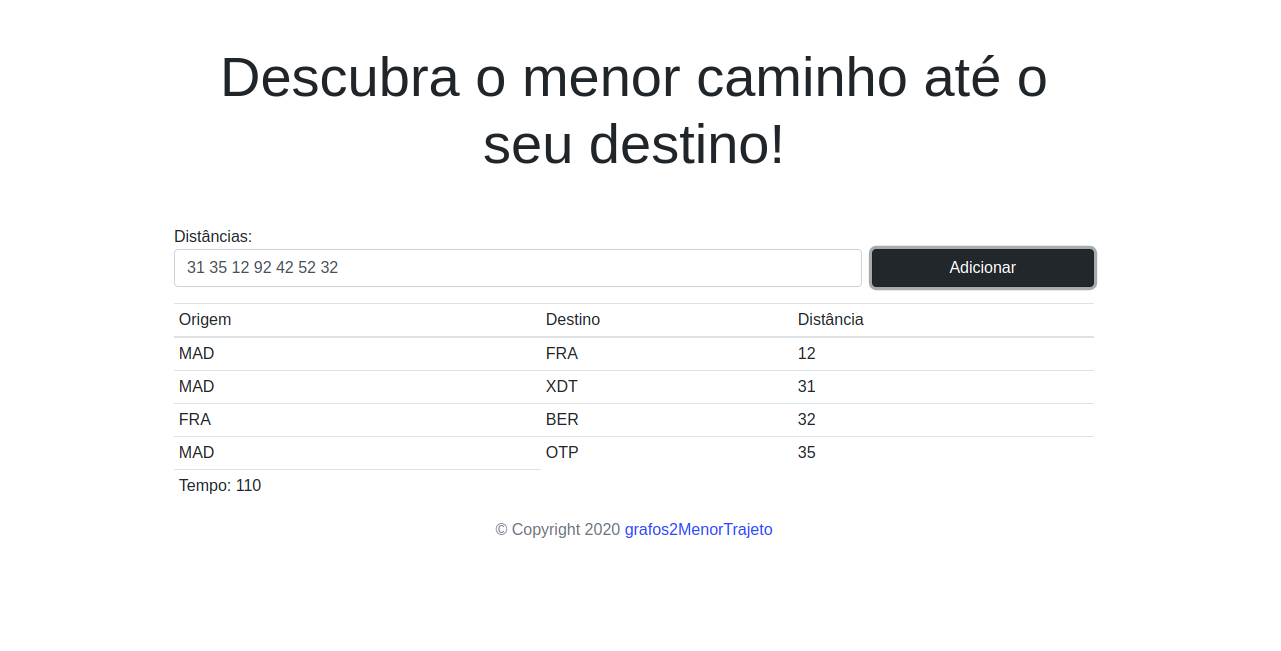 Descubra o menor caminho até o
seu destino!
Distâncias:
31 35 12 92 42 52 32
Adicionar
Origem Destino Distância
MAD FRA 12
MAD XDT 31
FRA BER 32
MAD OTP 35
Tempo: 110
© Copyright 2020 grafos2MenorTrajeto